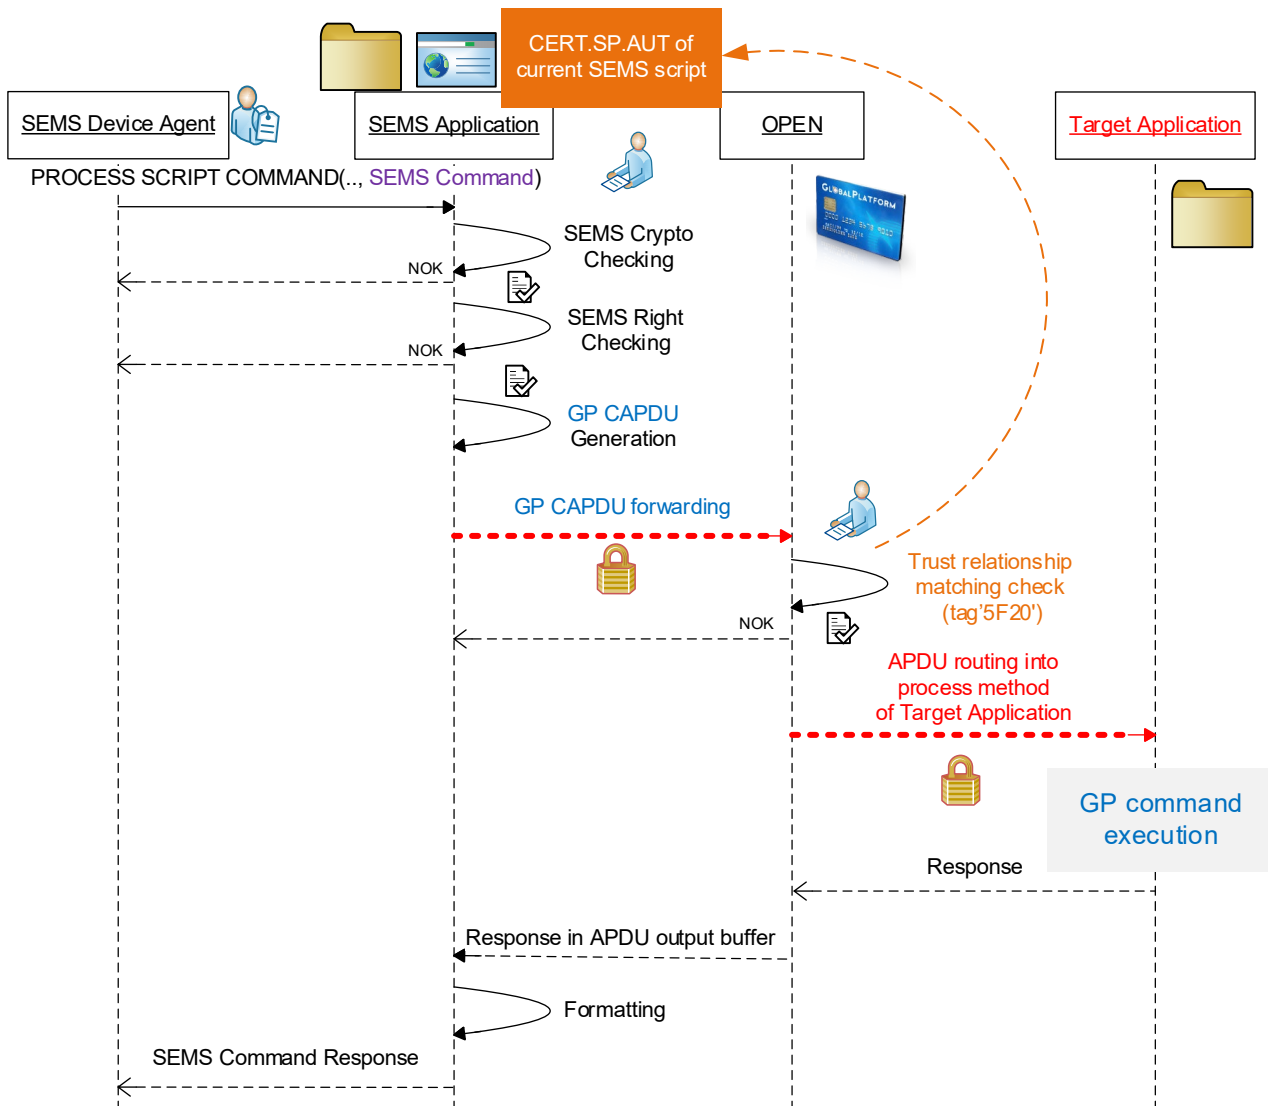 CERT.SP.AUT of
current SEMS script
SEMS Device Agent
SEMS Application
OPEN
Target Application
PROCESS SCRIPT COMMAND(.., SEMS Command)
GLOBALPLATFORM
SEMS Crypto
Checking
NOK
SEMS Right
Checking
NOK
GP CAPDU
Generation
GP CAPDU forwarding
Trust relationship
matching check
(tag'5F20')
NOK
APDU routing into
process method
of Target Application
GP command
execution
Response
Response in APDU output buffer
Formatting
SEMS Command Response